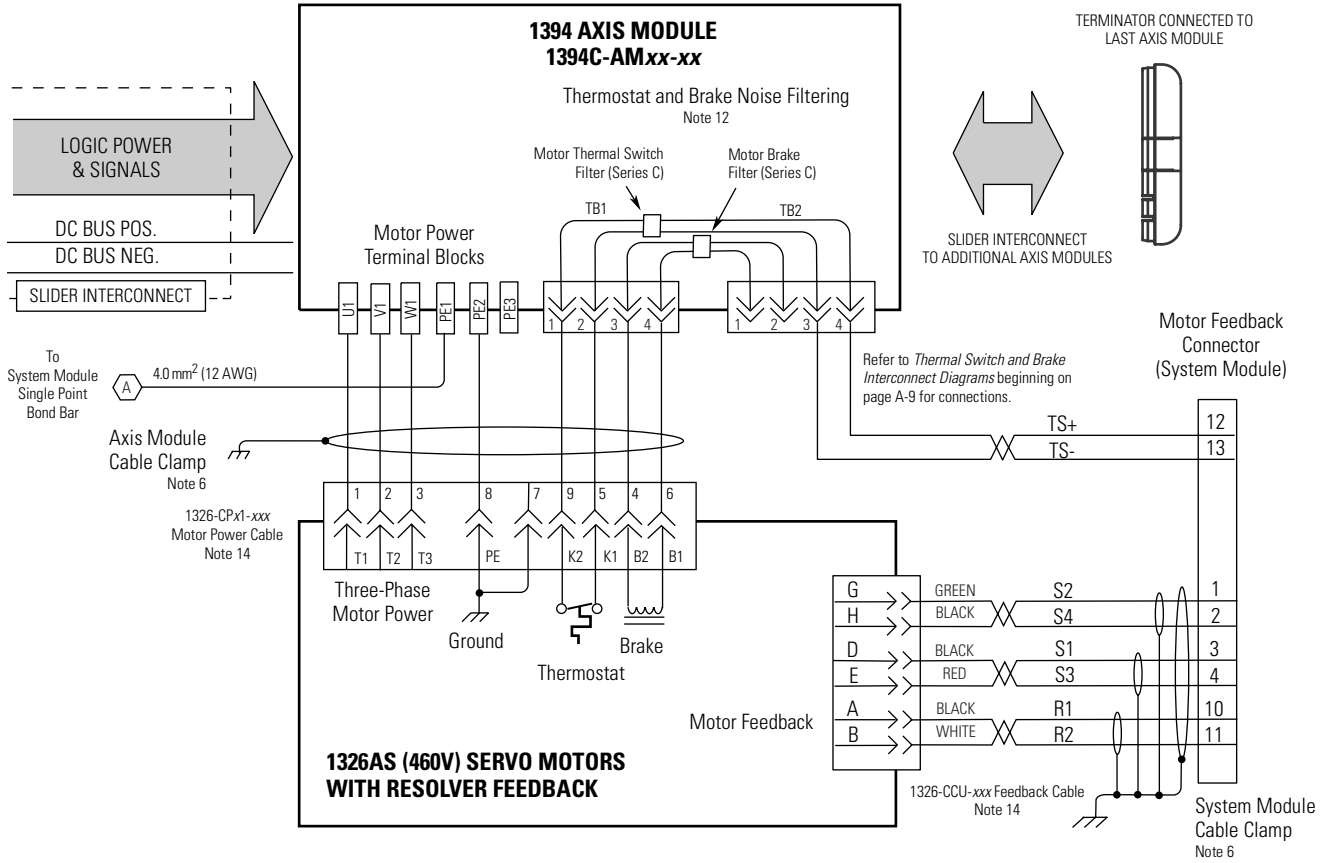 1394 AXIS MODULE
1394C-AMxx-xx
TERMINATOR CONNECTED TO
LAST AXIS MODULE
Thermostat and Brake Noise Filtering
Note 12
LOGIC POWER
& SIGNALS
Motor Thermal Switch
Filter (Series C)
Motor Brake
Filter (Series C)
TB1
TB2
DC BUS POS.
DC BUS NEG.
SLIDER INTERCONNECT
Motor Power
Terminal Blocks
SLIDER INTERCONNECT
TO ADDITIONAL AXIS MODULES
U1
V1
W1
PE1
PE2
PE3
1
2
3
4
1
2
3
4
To
System Module
Single Point
Bond Bar
A
4.0 mm2 (12 AWG)
Refer to Thermal Switch and Brake
Interconnect Diagrams beginning on
page A-9 for connections.
Motor Feedback
Connector
(System Module)
TS+
12
TS-
13
Axis Module
Cable Clamp
Note 6
1326-CPx1-xxx
Motor Power Cable
Note 14
1
2
3
8
7
9
5
4
6
T1
T2
T3
PE
K2
K1
B2
B1
Three-Phase
Motor Power
Ground
Thermostat
Brake
Motor Feedback
G
GREEN
S2
1
H
BLACK
S4
2
D
BLACK
S1
3
E
RED
S3
4
A
BLACK
R1
10
B
WHITE
R2
11
1326AS (460V) SERVO MOTORS
WITH RESOLVER FEEDBACK
1326-CCU-xxx Feedback Cable
Note 14
System Module
Cable Clamp
Note 6